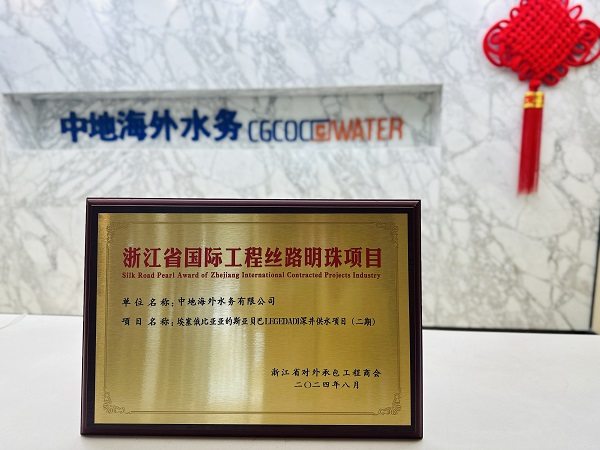 中地海外水务 CGCOC WATER
浙江省国际工程丝路明珠项目
Silk Road Pearl Award of Zhejiang International Contracted Projects Industry
单位名称：中地海外水务有限公司
项目名称：埃塞俄比亚亚的斯亚贝巴LEGEDADI深井供水项目（二期）
浙江省对外承包工程商会
二〇二四年八月